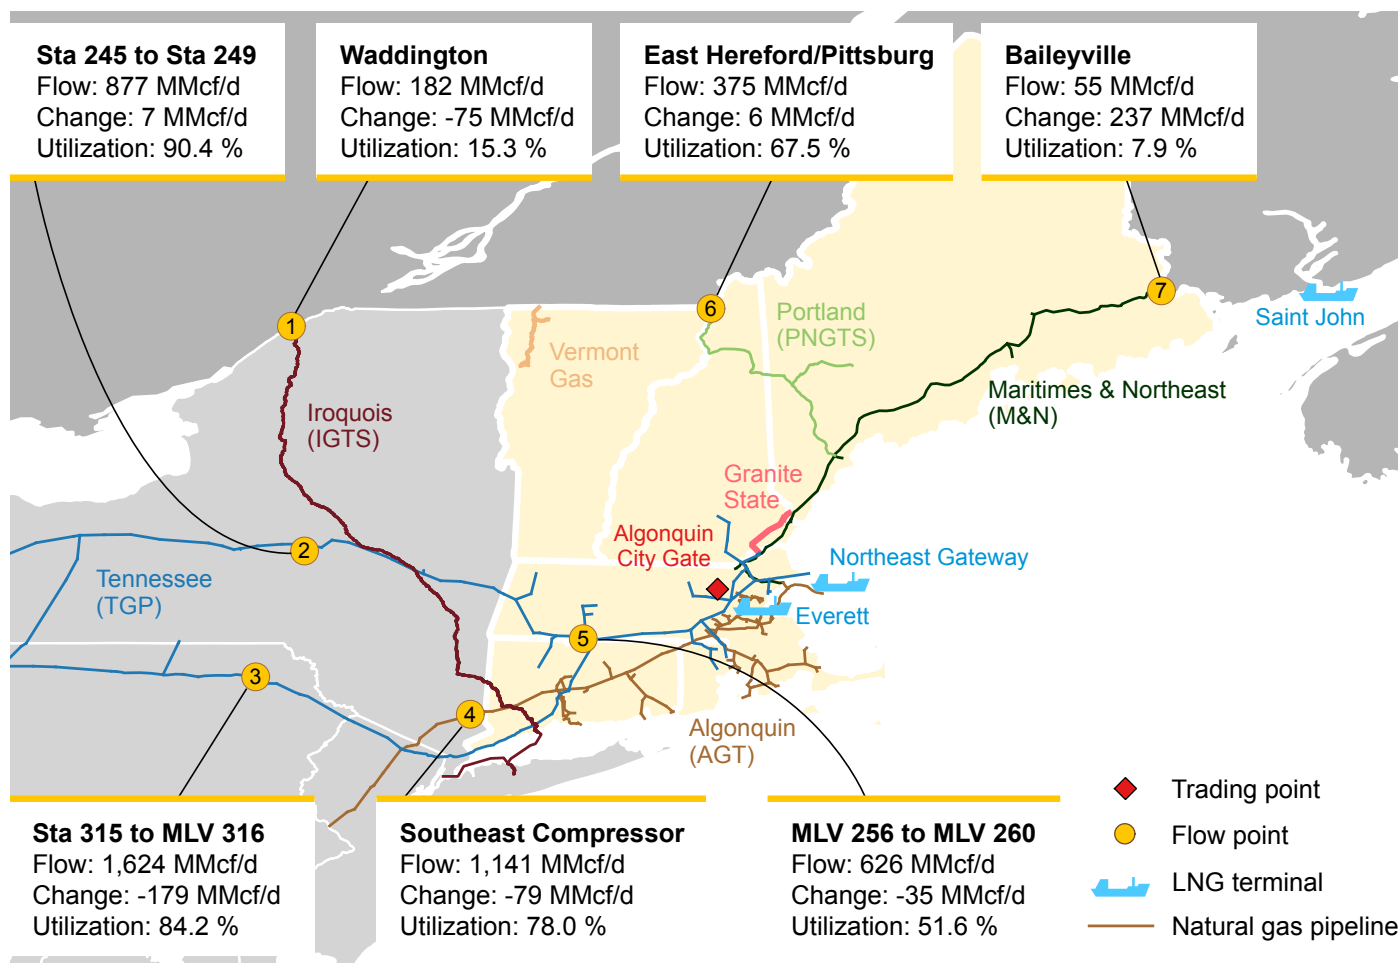 Sta 245 to Sta 249
Flow: 877 MMcf/d
Change: 7 MMcf/d
Utilization: 90.4 %
Waddington
Flow: 182 MMcf/d
Change: -75 MMcf/d
Utilization: 15.3 %
East Hereford/Pittsburg
Flow: 375 MMcf/d
Change: 6 MMcf/d
Utilization: 67.5 %
Baileyville
Flow: 55 MMcf/d
Change: 237 MMcf/d
Utilization: 7.9 %
7
6
1
Saint John
Portland
(PNGTS)
Vermont
Gas
Maritimes & Northeast
(M&N)
Iroquois
(IGTS)
Granite
State
Algonquin
City Gate
2
Northeast Gateway
Tennessee
(TGP)
Everett
5
3
4
Algonquin
(AGT)
Sta 315 to MLV 316
Flow: 1,624 MMcf/d
Change: -179 MMcf/d
Utilization: 84.2 %
Southeast Compressor
Flow: 1,141 MMcf/d
Change: -79 MMcf/d
Utilization: 78.0 %
MLV 256 to MLV 260
Flow: 626 MMcf/d
Change: -35 MMcf/d
Utilization: 51.6 %
Trading point
Flow point
LNG terminal
Natural gas pipeline